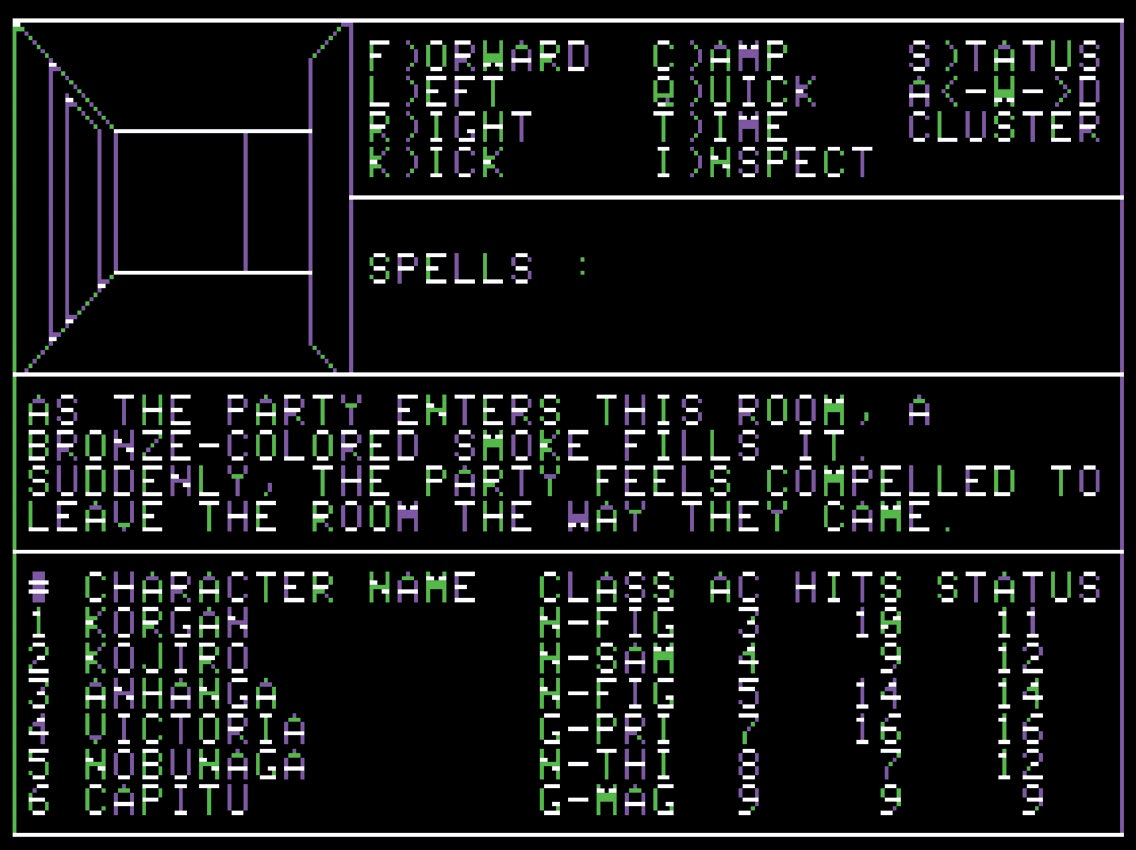 F)ORWARD C)AMP S)TATUS
L)EFT Q)UICK A<-W->D
R)IGHT T)IME CLUSTER
K)ICK I)NSPECT
SPELLS :
AS THE PARTY ENTERS THIS ROOM, A
BRONZE-COLORED SMOKE FILLS IT.
SUDDENLY, THE PARTY FEELS COMPELLED TO
LEAVE THE ROOM THE WAY THEY CAME.
# CHARACTER NAME CLASS AC HITS STATUS
1 KORGAN N-FIG 3 18 11
2 KOJIRO N-SAM 4 9 12
3 ANHANGA N-FIG 5 14 14
4 VICTORIA G-PRI 7 16 16
5 NOBUNAGA N-THI 8 7 12
6 CAPITU G-MAG 9 9 9